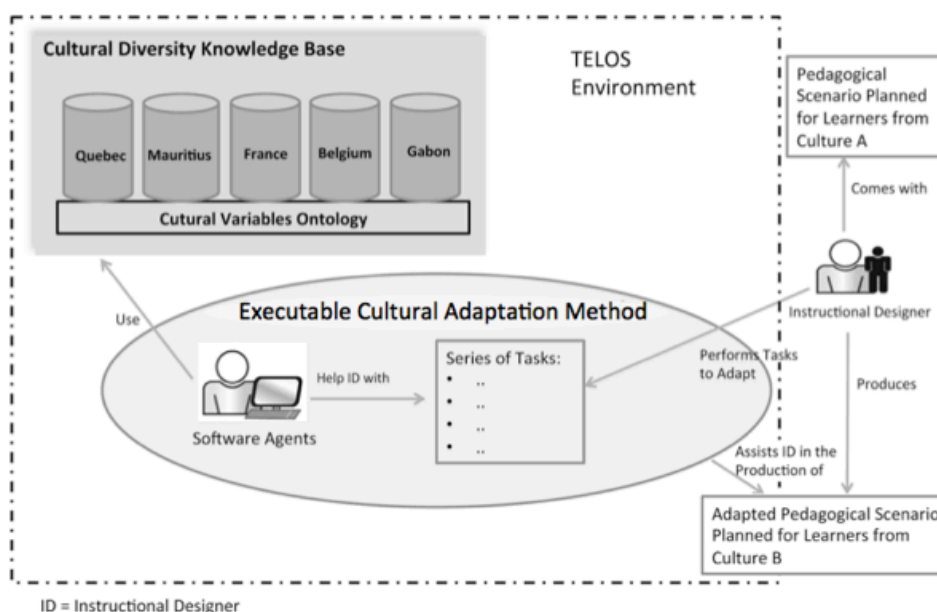 Cultural Diversity Knowledge Base
Quebec
Mauritius
France
Belgium
Gabon
Cutural Variables Ontology
TELOS
Environment
Pedagogical
Scenario Planned
for Learners from
Culture A
Comes with
Instructional Designer
Use
Executable Cultural Adaptation Method
Series of Tasks:
• ..
• ..
• ..
• ..
Help ID with
Software Agents
Performs Tasks
to Adapt
Produces
Assists ID in the
Production of
Adapted Pedagogical Scenario
Planned for Learners from
Culture B
ID = Instructional Designer